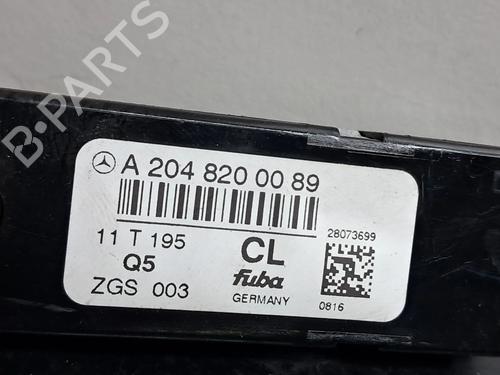 B-PARTS
A 204 820 00 89
11 T 195
CL
28073699
Q5
fuba
ZGS 003
GERMANY
0816